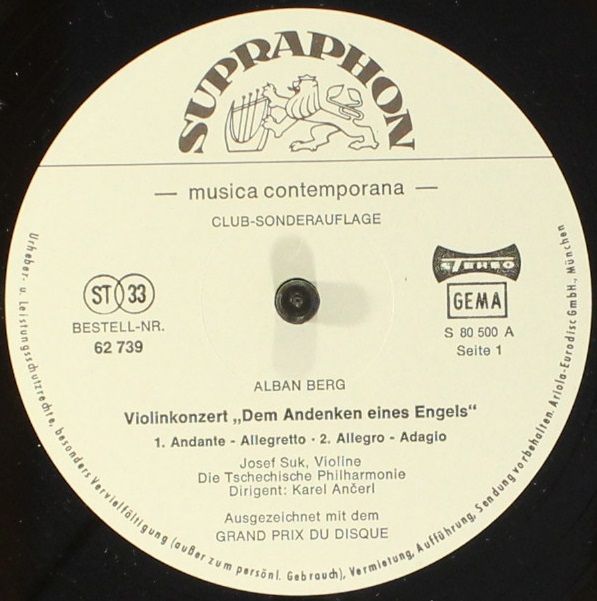 SUPRAPHON
— musica contemporana —
CLUB-SONDERAUFLAGE
ST 33
BESTELL-NR.
62 739
STEREO
GEMA
S 80 500 A
Seite 1
ALBAN BERG
Violinkonzert „Dem Andenken eines Engels“
1. Andante - Allegretto · 2. Allegro - Adagio
Josef Suk, Violine
Die Tschechische Philharmonie
Dirigent: Karel Ančerl
Ausgezeichnet mit dem
GRAND PRIX DU DISQUE
Urheber- u. Leistungsschutzrechte, besonders Vervielfältigung (außer zum persönl. Gebrauch), Vermietung, Aufführung, Sendung vorbehalten. Ariola-Eurodisc GmbH., München